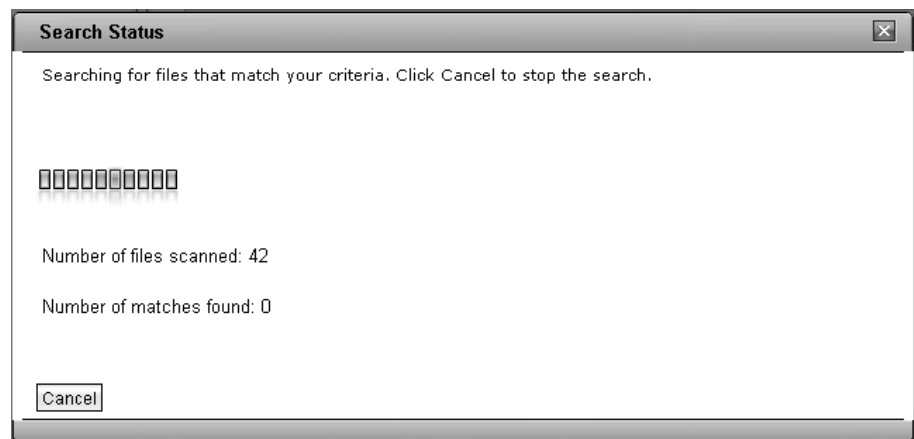 Search Status
Searching for files that match your criteria. Click Cancel to stop the search.
Number of files scanned: 42
Number of matches found: 0
Cancel